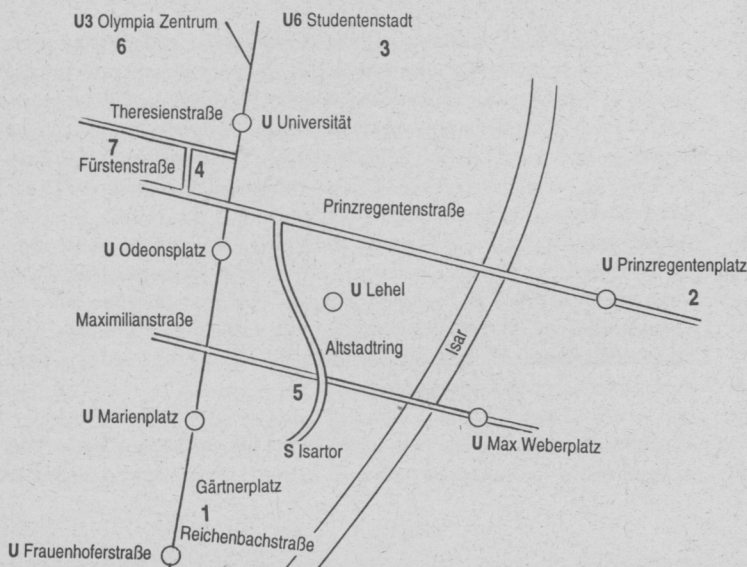 U3 Olympia Zentrum
6
U6 Studentenstadt
3
Theresienstraße
U Universität
7
Fürstenstraße
4
Prinzregentenstraße
U Odeonsplatz
U Prinzregentenplatz
2
U Lehel
Maximilianstraße
Altstadtring
Isar
5
U Marienplatz
S Isartor
U Max Weberplatz
Gärtnerplatz
1
Reichenbachstraße
U Frauenhoferstraße